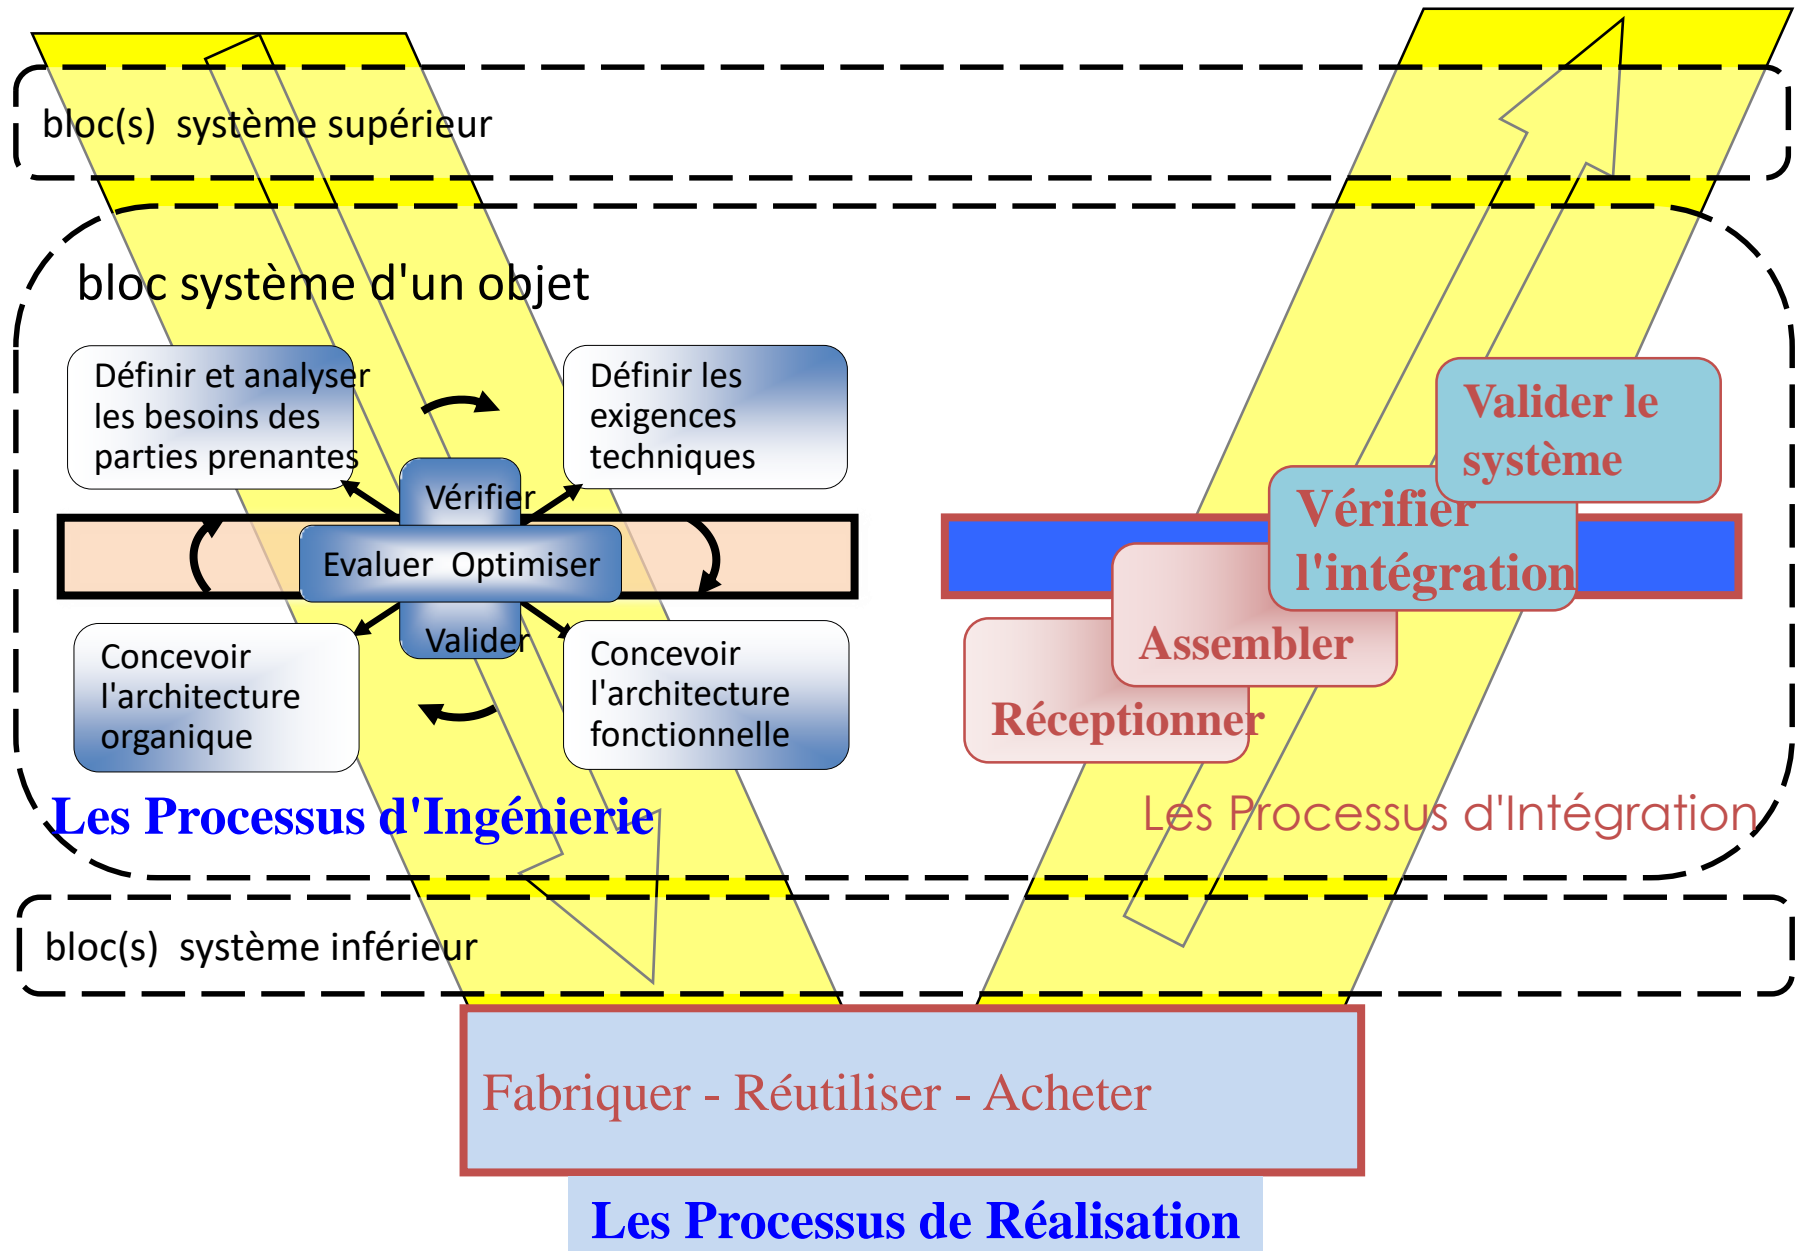 bloc(s) système supérieur
bloc système d'un objet
Définir et analyser
les besoins des
parties prenantes
Définir les
exigences
techniques
Vérifier
Evaluer Optimiser
Valider
Concevoir
l'architecture
organique
Concevoir
l'architecture
fonctionnelle
Les Processus d'Ingénierie
Valider le
système
Vérifier
l'intégration
Assembler
Réceptionner
Les Processus d'Intégration
bloc(s) système inférieur
Fabriquer - Réutiliser - Acheter
Les Processus de Réalisation